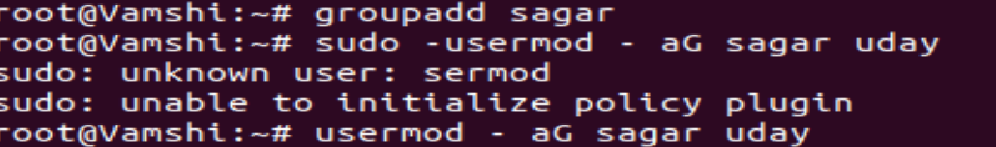 root@Vamshi:~# groupadd sagar
root@Vamshi:~# sudo -usermod - aG sagar uday
sudo: unknown user: sermod
sudo: unable to initialize policy plugin
root@Vamshi:~# usermod - aG sagar uday